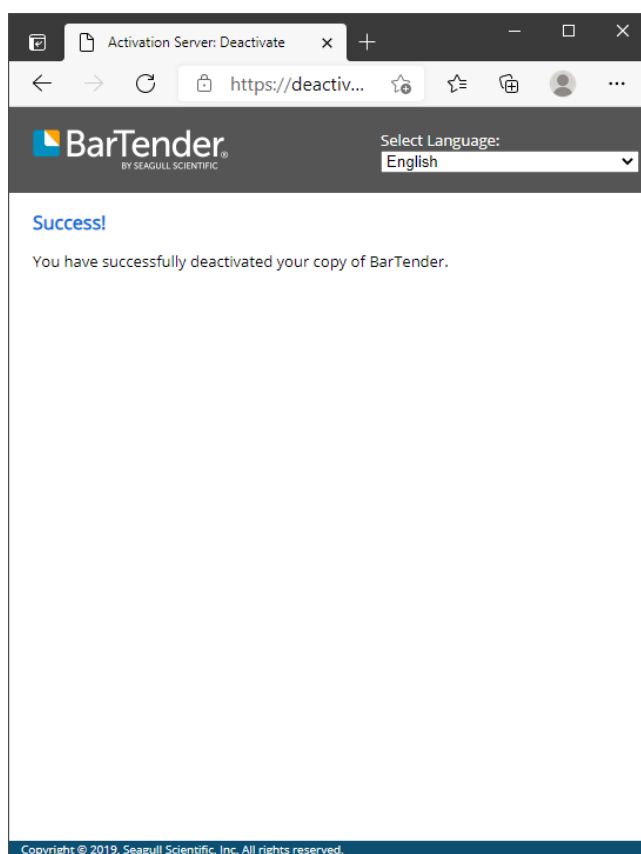 Activation Server: Deactivate
https://deactiv...
BarTender®
BY SEAGULL SCIENTIFIC
Select Language:
English
Success!
You have successfully deactivated your copy of BarTender.
Copyright © 2019, Seagull Scientific, Inc. All rights reserved.